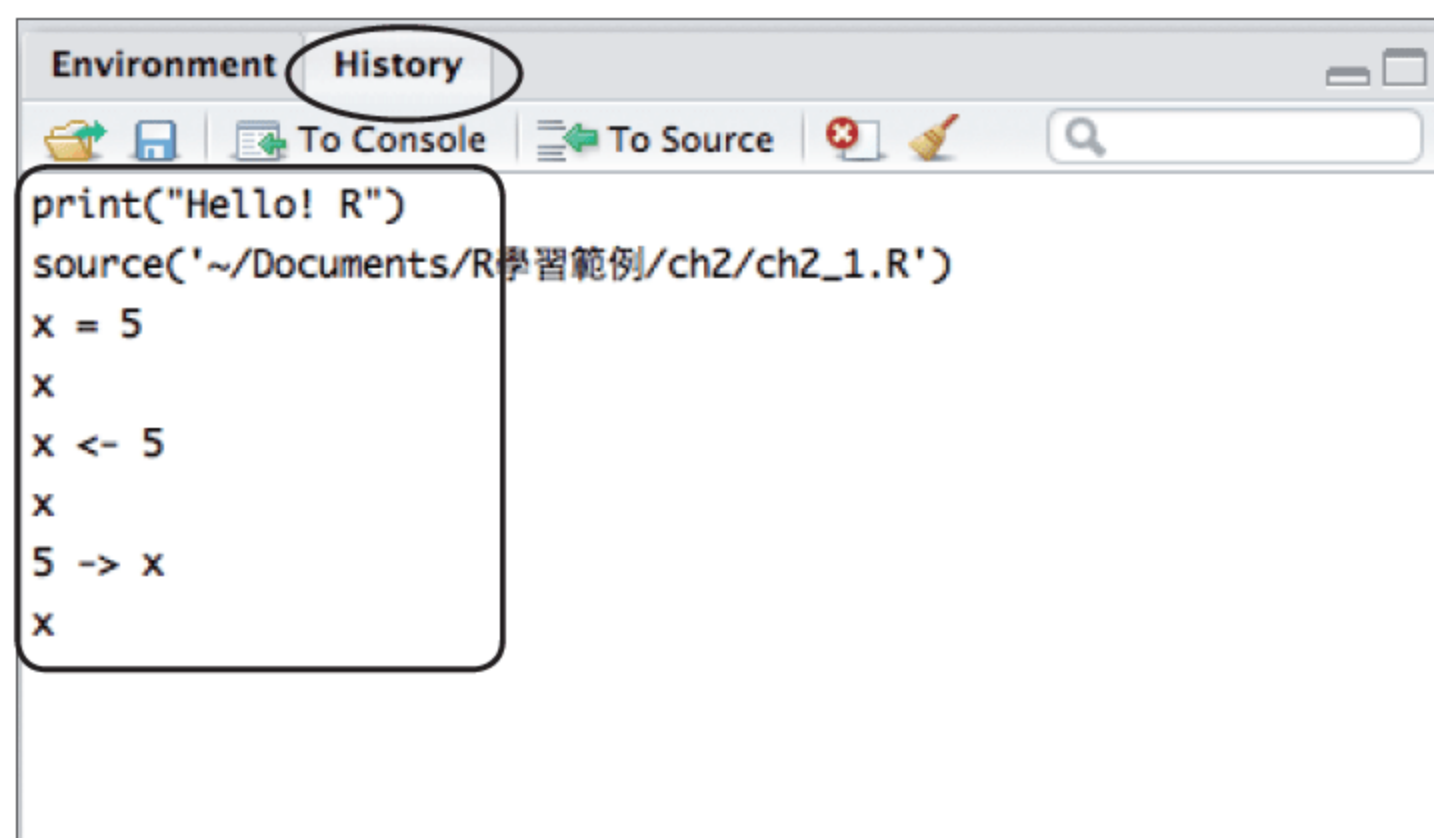 Environment History
To Console To Source
print("Hello! R")
source('~/Documents/R學習範例/ch2/ch2_1.R')
x = 5
x
x <- 5
x
5 -> x
x